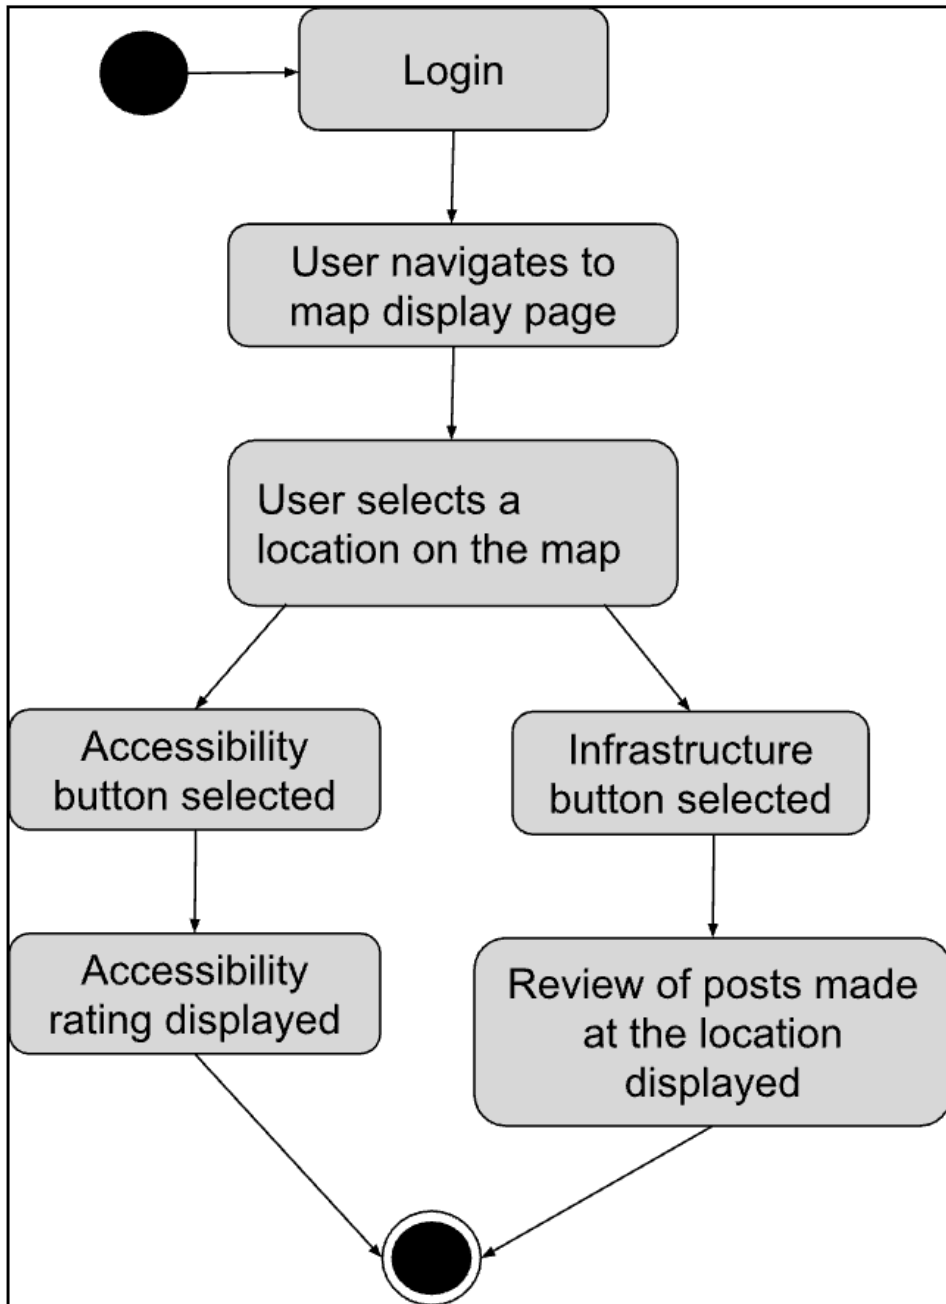 Login
User navigates to
map display page
User selects a
location on the map
Accessibility
button selected
Infrastructure
button selected
Accessibility
rating displayed
Review of posts made
at the location
displayed